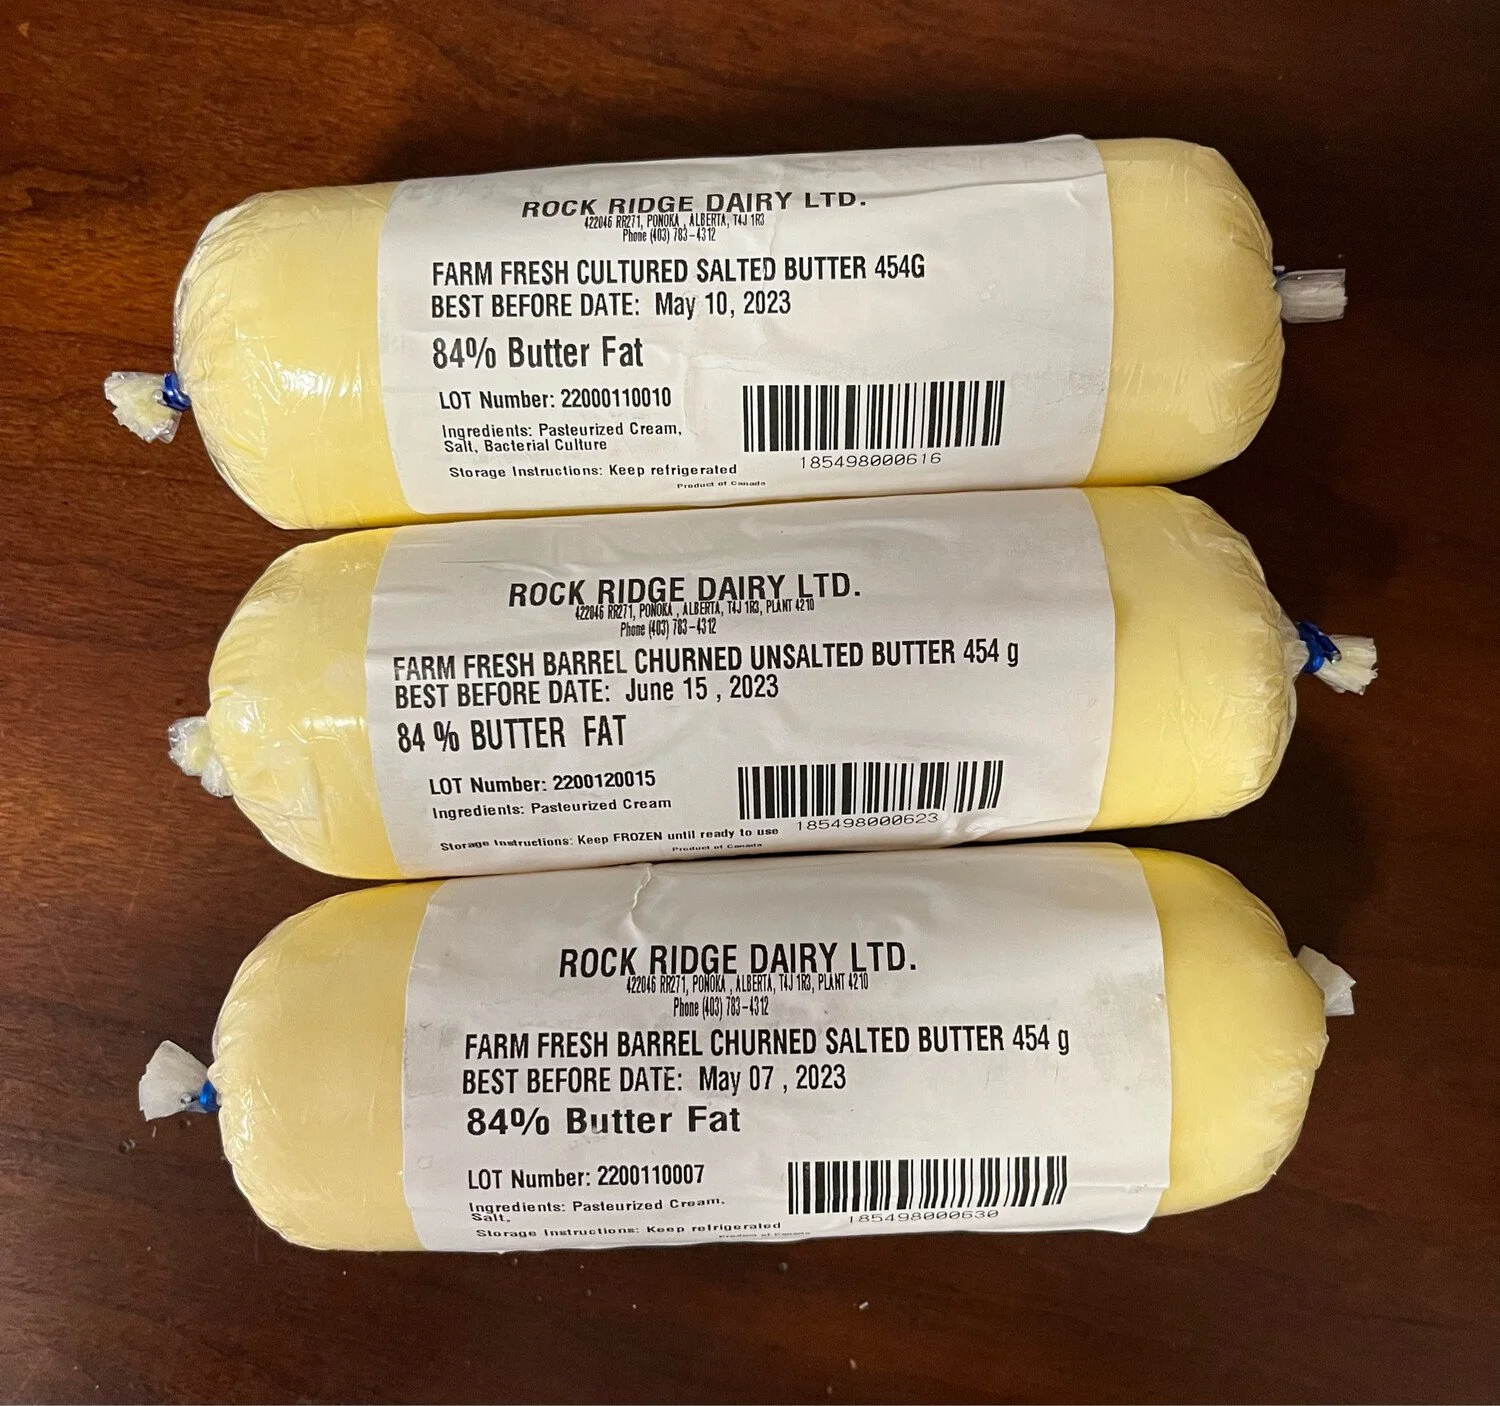 ROCK RIDGE DAIRY LTD.
422046 RR271, PONOKA , ALBERTA, T4J 1R3
Phone (403) 783-4312
FARM FRESH CULTURED SALTED BUTTER 454G
BEST BEFORE DATE: May 10, 2023
84% Butter Fat
LOT Number: 22000110010
Ingredients: Pasteurized Cream,
Salt, Bacterial Culture
185498000616
Storage Instructions: Keep refrigerated
Product of Canada
ROCK RIDGE DAIRY LTD.
422046 RR271, PONOKA , ALBERTA, T4J 1R3, PLANT 4210
Phone (403) 783-4312
FARM FRESH BARREL CHURNED UNSALTED BUTTER 454 g
BEST BEFORE DATE: June 15 , 2023
84 % BUTTER FAT
LOT Number: 2200120015
Ingredients: Pasteurized Cream
185498000623
Storage Instructions: Keep FROZEN until ready to use
Product of Canada
ROCK RIDGE DAIRY LTD.
422046 RR271, PONOKA , ALBERTA, T4J 1R3, PLANT 4210
Phone (403) 783-4312
FARM FRESH BARREL CHURNED SALTED BUTTER 454 g
BEST BEFORE DATE: May 07 , 2023
84% Butter Fat
LOT Number: 2200110007
Ingredients: Pasteurized Cream,
Salt,
185498000630
Storage Instructions: Keep refrigerated
Product of Canada